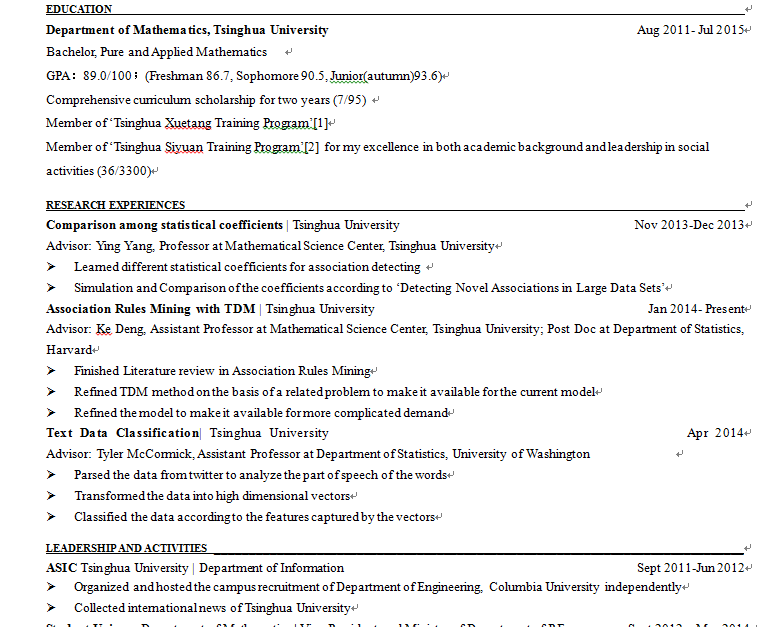 EDUCATION
Department of Mathematics, Tsinghua University Aug 2011- Jul 2015
Bachelor, Pure and Applied Mathematics
GPA: 89.0/100; (Freshman 86.7, Sophomore 90.5, Junior(autumn)93.6)
Comprehensive curriculum scholarship for two years (7/95)
Member of ‘Tsinghua Xuetang Training Program’[1]
Member of ‘Tsinghua Siyuan Training Program’[2] for my excellence in both academic background and leadership in social
activities (36/3300)
RESEARCH EXPERIENCES
Comparison among statistical coefficients | Tsinghua University Nov 2013-Dec 2013
Advisor: Ying Yang, Professor at Mathematical Science Center, Tsinghua University
➢ Learned different statistical coefficients for association detecting
➢ Simulation and Comparison of the coefficients according to ‘Detecting Novel Associations in Large Data Sets’
Association Rules Mining with TDM | Tsinghua University Jan 2014- Present
Advisor: Ke Deng, Assistant Professor at Mathematical Science Center, Tsinghua University; Post Doc at Department of Statistics,
Harvard
➢ Finished Literature review in Association Rules Mining
➢ Refined TDM method on the basis of a related problem to make it available for the current model
➢ Refined the model to make it available for more complicated demand
Text Data Classification| Tsinghua University Apr 2014
Advisor: Tyler McCormick, Assistant Professor at Department of Statistics, University of Washington
➢ Parsed the data from twitter to analyze the part of speech of the words
➢ Transformed the data into high dimensional vectors
➢ Classified the data according to the features captured by the vectors
LEADERSHIP AND ACTIVITIES
ASIC Tsinghua University | Department of Information Sept 2011-Jun 2012
➢ Organized and hosted the campus recruitment of Department of Engineering, Columbia University independently
➢ Collected international news of Tsinghua University